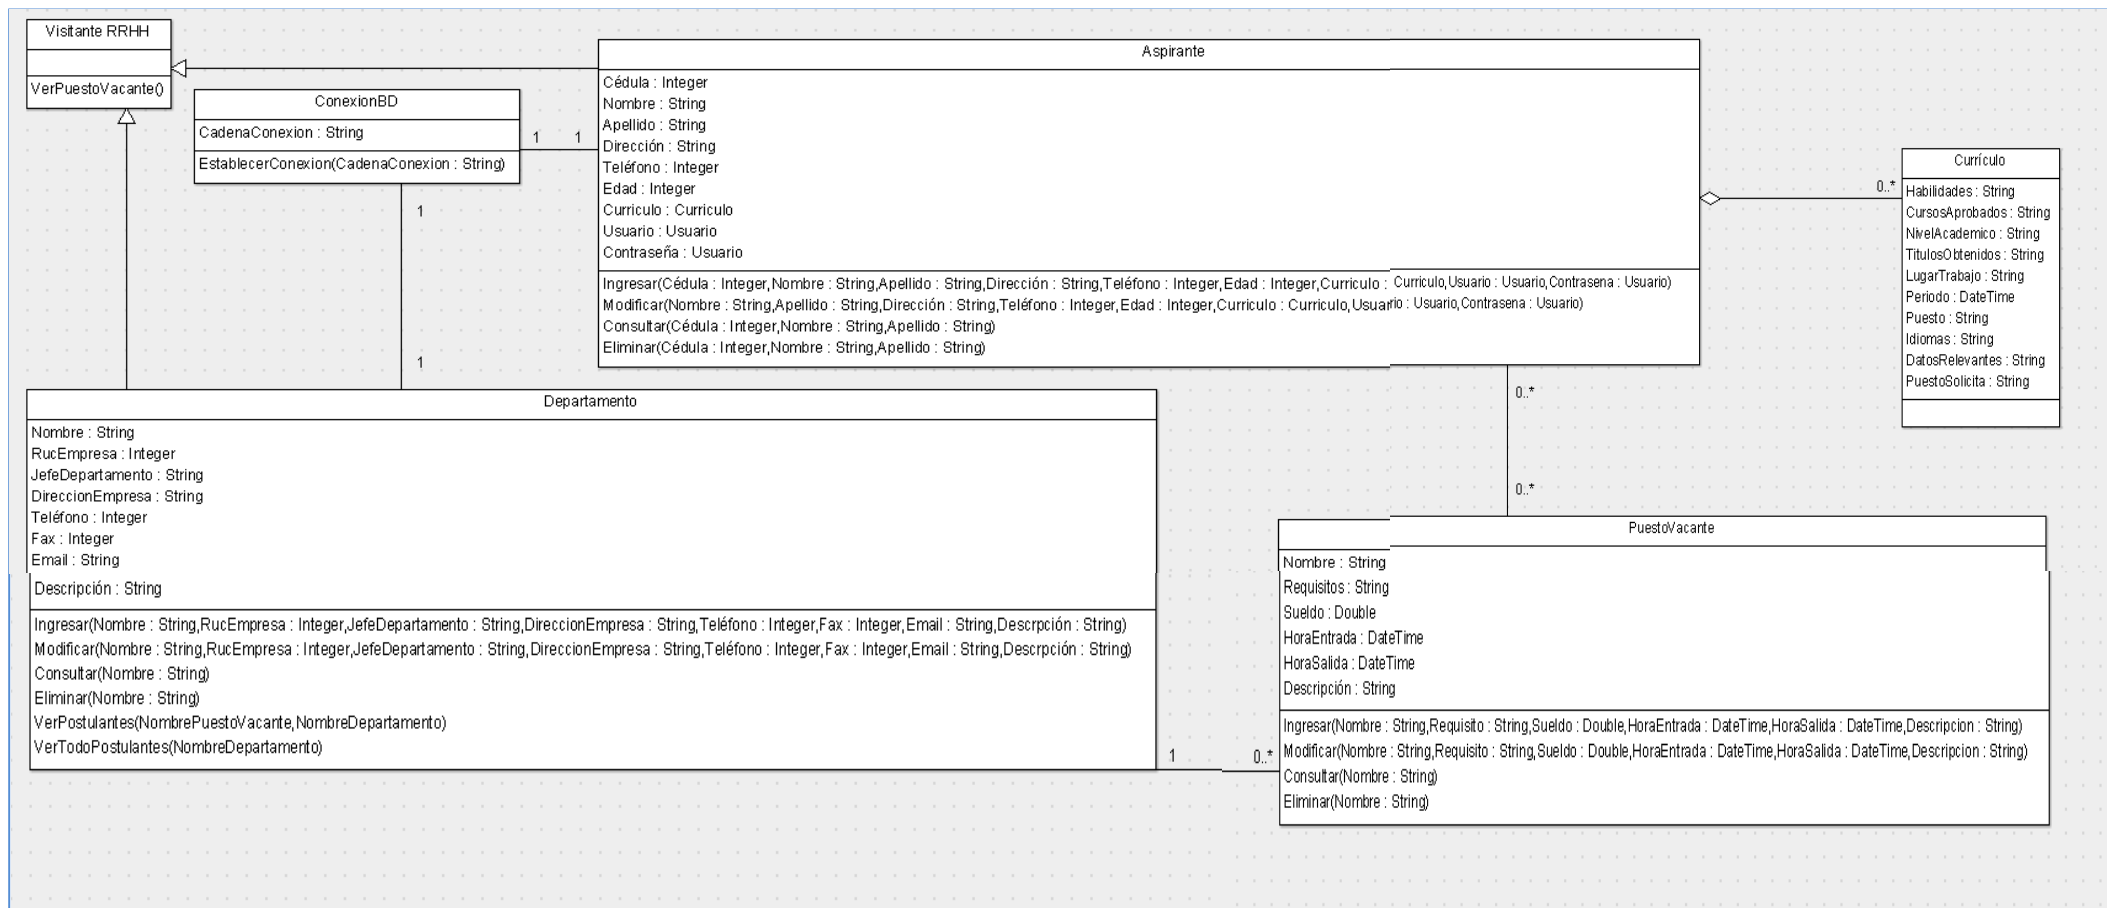 Visitante RRHH
VerPuestoVacante()
ConexionBD
CadenaConexion : String
EstablecerConexion(CadenaConexion : String)
1
1
1
1
Aspirante
Cédula : Integer
Nombre : String
Apellido : String
Dirección : String
Teléfono : Integer
Edad : Integer
Curriculo : Curriculo
Usuario : Usuario
Contraseña : Usuario
Ingresar(Cédula : Integer,Nombre : String,Apellido : String,Dirección : String,Teléfono : Integer,Edad : Integer,Curriculo : Curriculo,Usuario : Usuario,Contrasena : Usuario)
Modificar(Nombre : String,Apellido : String,Dirección : String,Teléfono : Integer,Edad : Integer,Curriculo : Curriculo,Usuario : Usuario,Contrasena : Usuario)
Consultar(Cédula : Integer,Nombre : String,Apellido : String)
Eliminar(Cédula : Integer,Nombre : String,Apellido : String)
0..*
Currículo
Habilidades : String
CursosAprobados : String
NivelAcademico : String
TitulosObtenidos : String
LugarTrabajo : String
Periodo : DateTime
Puesto : String
Idiomas : String
DatosRelevantes : String
PuestoSolicita : String
0..*
0..*
Departamento
Nombre : String
RucEmpresa : Integer
JefeDepartamento : String
DireccionEmpresa : String
Teléfono : Integer
Fax : Integer
Email : String
Descripción : String
Ingresar(Nombre : String,RucEmpresa : Integer,JefeDepartamento : String,DireccionEmpresa : String,Teléfono : Integer,Fax : Integer,Email : String,Descrpción : String)
Modificar(Nombre : String,RucEmpresa : Integer,JefeDepartamento : String,DireccionEmpresa : String,Teléfono : Integer,Fax : Integer,Email : String,Descrpción : String)
Consultar(Nombre : String)
Eliminar(Nombre : String)
VerPostulantes(NombrePuestoVacante,NombreDepartamento)
VerTodoPostulantes(NombreDepartamento)
1
0..*
PuestoVacante
Nombre : String
Requisitos : String
Sueldo : Double
HoraEntrada : DateTime
HoraSalida : DateTime
Descripción : String
Ingresar(Nombre : String,Requisito : String,Sueldo : Double,HoraEntrada : DateTime,HoraSalida : DateTime,Descripcion : String)
Modificar(Nombre : String,Requisito : String,Sueldo : Double,HoraEntrada : DateTime,HoraSalida : DateTime,Descripcion : String)
Consultar(Nombre : String)
Eliminar(Nombre : String)